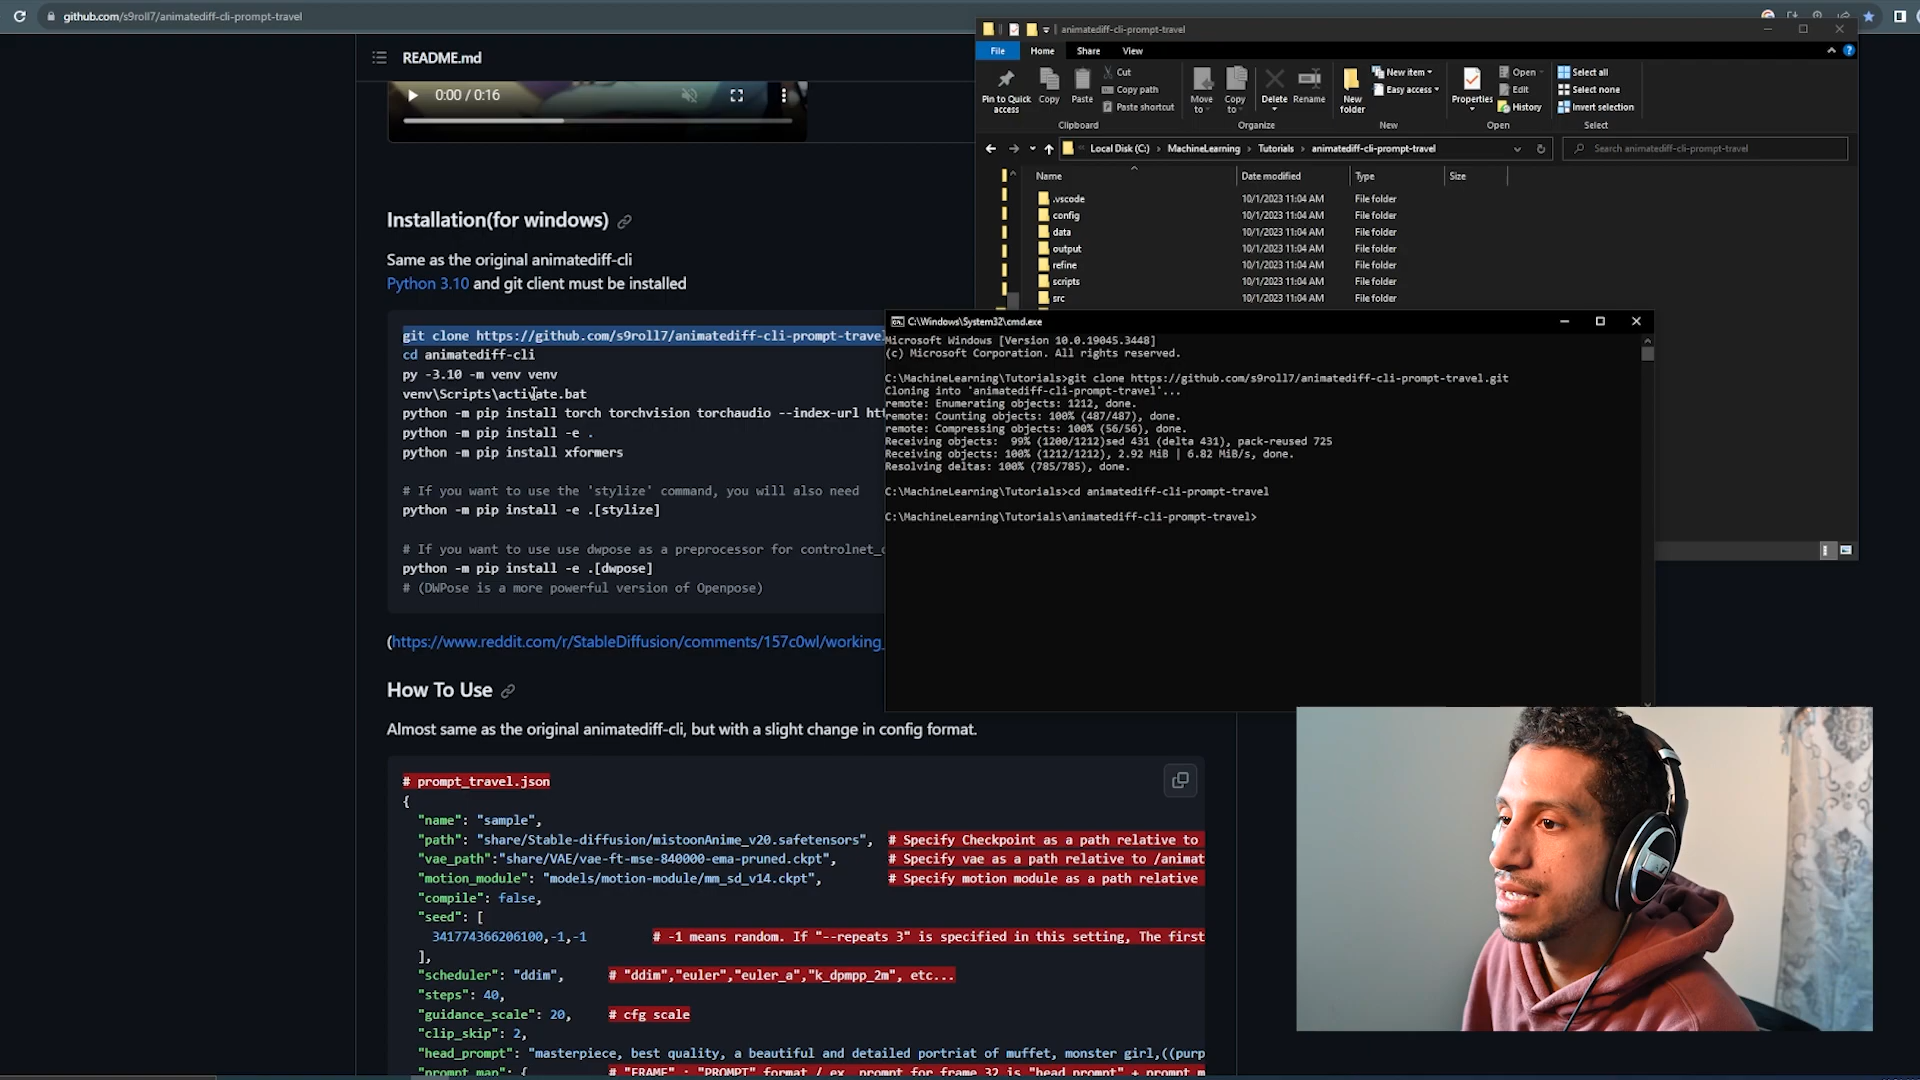 github.com/s9roll7/animatediff-cli-prompt-travel
README.md
0:00 / 0:16
Installation(for windows)
Same as the original animatediff-cli
Python 3.10 and git client must be installed
git clone https://github.com/s9roll7/animatediff-cli-prompt-travel
cd animatediff-cli
py -3.10 -m venv venv
venv\Scripts\activate.bat
python -m pip install torch torchvision torchaudio --index-url
python -m pip install -e .
python -m pip install xformers
# If you want to use the 'stylize' command, you will also need
python -m pip install -e .[stylize]
# If you want to use use dwpose as a preprocessor for
python -m pip install -e .[dwpose]
# (DWPose is a more powerful version of Openpose)
(https://www.reddit.com/r/StableDiffusion/comments/157c0wl/working_
How To Use
Almost same as the original animatediff-cli, but with a slight change in config format.
# prompt_travel.json
{
"name": "sample",
"path": "share/Stable-diffusion/mistoonAnime_v20.safetensors", # Specify Checkpoint as a path relative to
"vae_path":"share/VAE/vae-ft-mse-840000-ema-pruned.ckpt", # Specify vae as a path relative to /animat
"motion_module": "models/motion-module/mm_sd_v14.ckpt", # Specify motion module as a path relative
"compile": false,
"seed": [
341774366206100,-1,-1 # -1 means random. If "--repeats 3" is specified in this setting, The first
],
"scheduler": "ddim", # "ddim","euler","euler_a","k_dpmpp_2m", etc...
"steps": 40,
"guidance_scale": 20, # cfg scale
"clip_skip": 2,
"head_prompt": "masterpiece, best quality, a beautiful and detailed portriat of muffet, monster girl,((purp
"prompt_map": { # "FRAME" : "PROMPT" format / ex. prompt for frame 32 is "head_prompt" + prompt_m
animatediff-cli-prompt-travel
File Home Share View
Pin to Quick access
Copy
Paste
Cut
Copy path
Paste shortcut
Move to
Copy to
Delete
Rename
New folder
New item
Easy access
Properties
Open
Edit
History
Select all
Select none
Invert selection
Clipboard Organize New Open Select
Local Disk (C:) MachineLearning Tutorials animatediff-cli-prompt-travel
Search animatediff-cli-prompt-travel
Name Date modified Type Size
.vscode 10/1/2023 11:04 AM File folder
config 10/1/2023 11:04 AM File folder
data 10/1/2023 11:04 AM File folder
output 10/1/2023 11:04 AM File folder
refine 10/1/2023 11:04 AM File folder
scripts 10/1/2023 11:04 AM File folder
src 10/1/2023 11:04 AM File folder
C:\Windows\System32\cmd.exe
Microsoft Windows [Version 10.0.19045.3448]
(c) Microsoft Corporation. All rights reserved.
C:\MachineLearning\Tutorials>git clone https://github.com/s9roll7/animatediff-cli-prompt-travel.git
Cloning into 'animatediff-cli-prompt-travel'...
remote: Enumerating objects: 1212, done.
remote: Counting objects: 100% (487/487), done.
remote: Compressing objects: 100% (56/56), done.
Receiving objects: 99% (1200/1212)sed 431 (delta 431), pack-reused 725
Receiving objects: 100% (1212/1212), 2.92 MiB | 6.82 MiB/s, done.
Resolving deltas: 100% (785/785), done.
C:\MachineLearning\Tutorials>cd animatediff-cli-prompt-travel
C:\MachineLearning\Tutorials\animatediff-cli-prompt-travel>